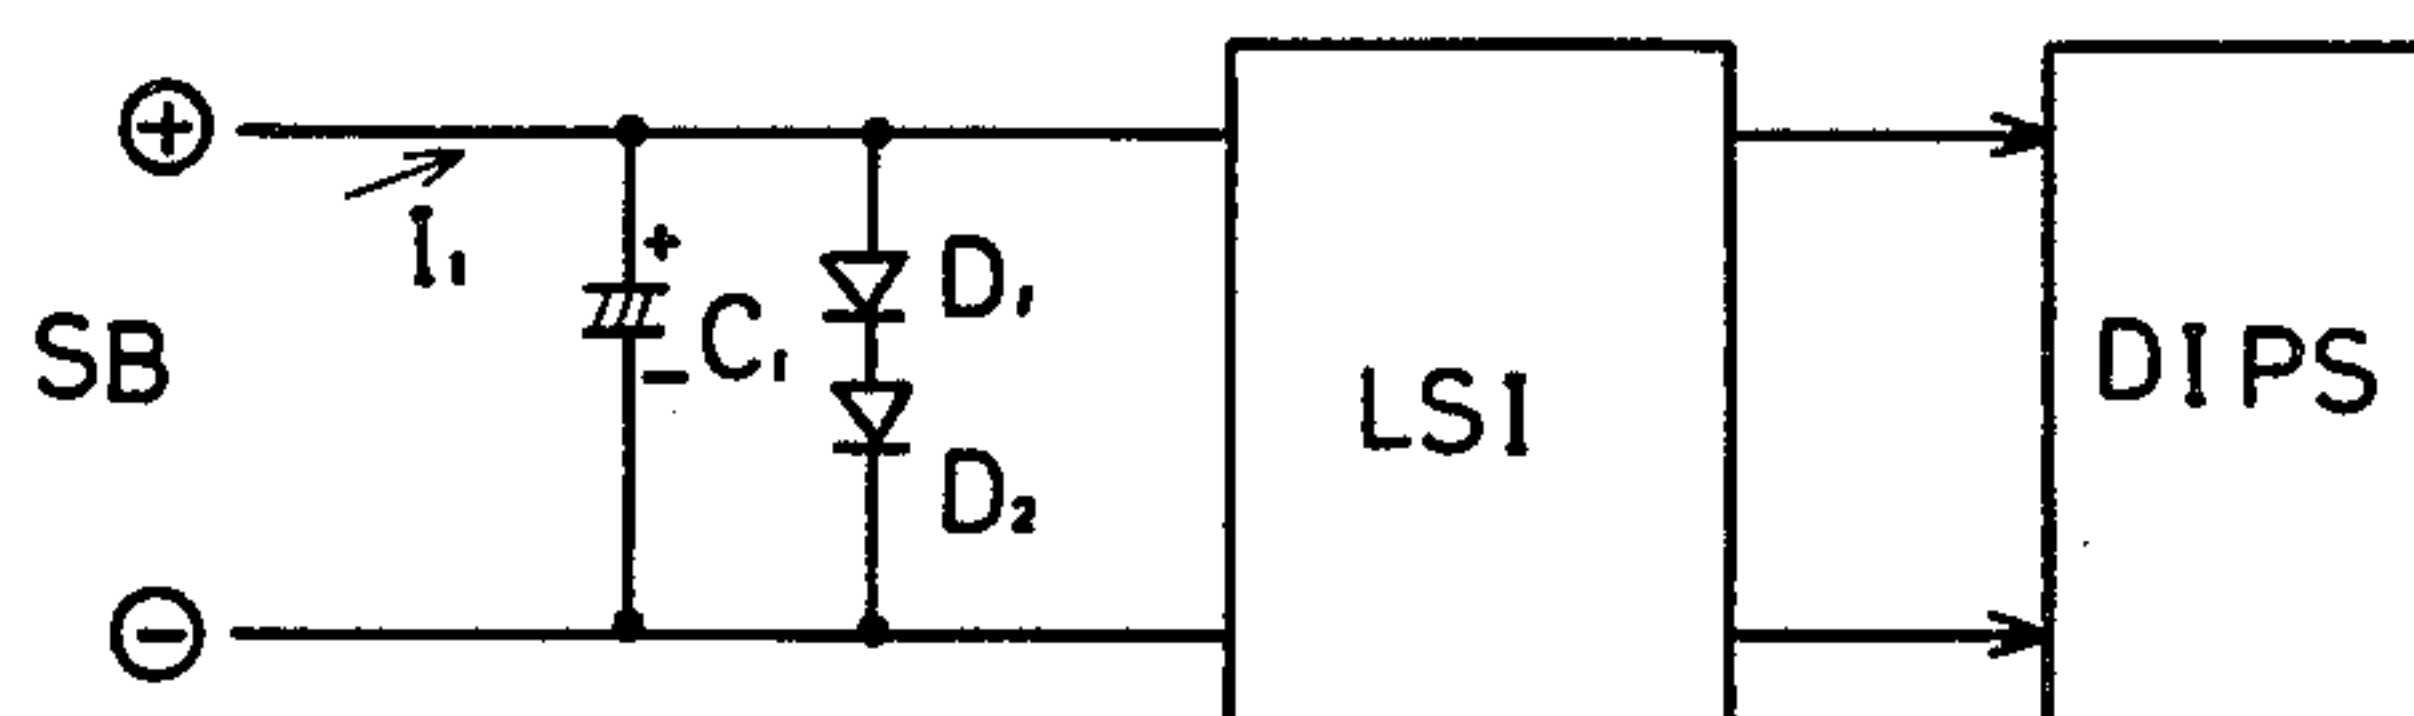 ⊕
I₁
SB
+
C₁
−
D₁
D₂
⊖
LSI
DIPS